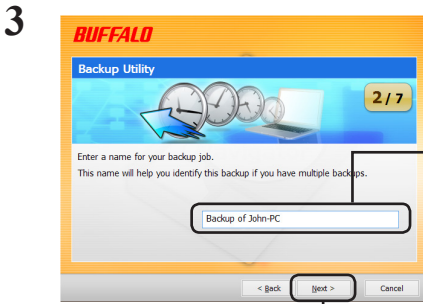 3
BUFFALO
Backup Utility
2 / 7
Enter a name for your backup job.
This name will help you identify this backup if you have multiple backups.
Backup of John-PC
< Back Next > Cancel